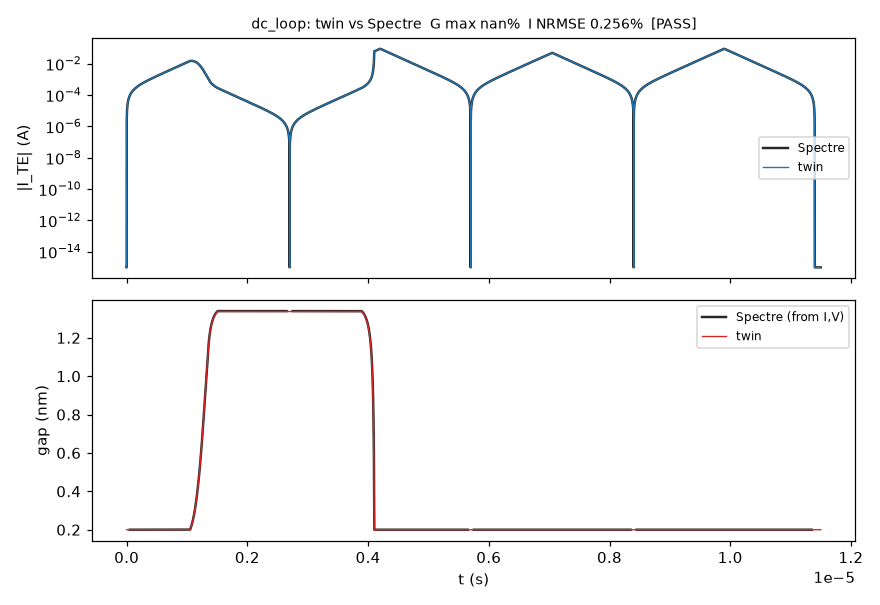 dc_loop: twin vs Spectre G max nan% I NRMSE 0.256% [PASS]
|I_TE| (A)
10⁻²
10⁻⁴
10⁻⁶
10⁻⁸
10⁻¹⁰
10⁻¹²
10⁻¹⁴
Spectre
twin
gap (nm)
1.2
1.0
0.8
0.6
0.4
0.2
Spectre (from I,V)
twin
0.0
0.2
0.4
0.6
0.8
1.0
1.2
1e−5
t (s)